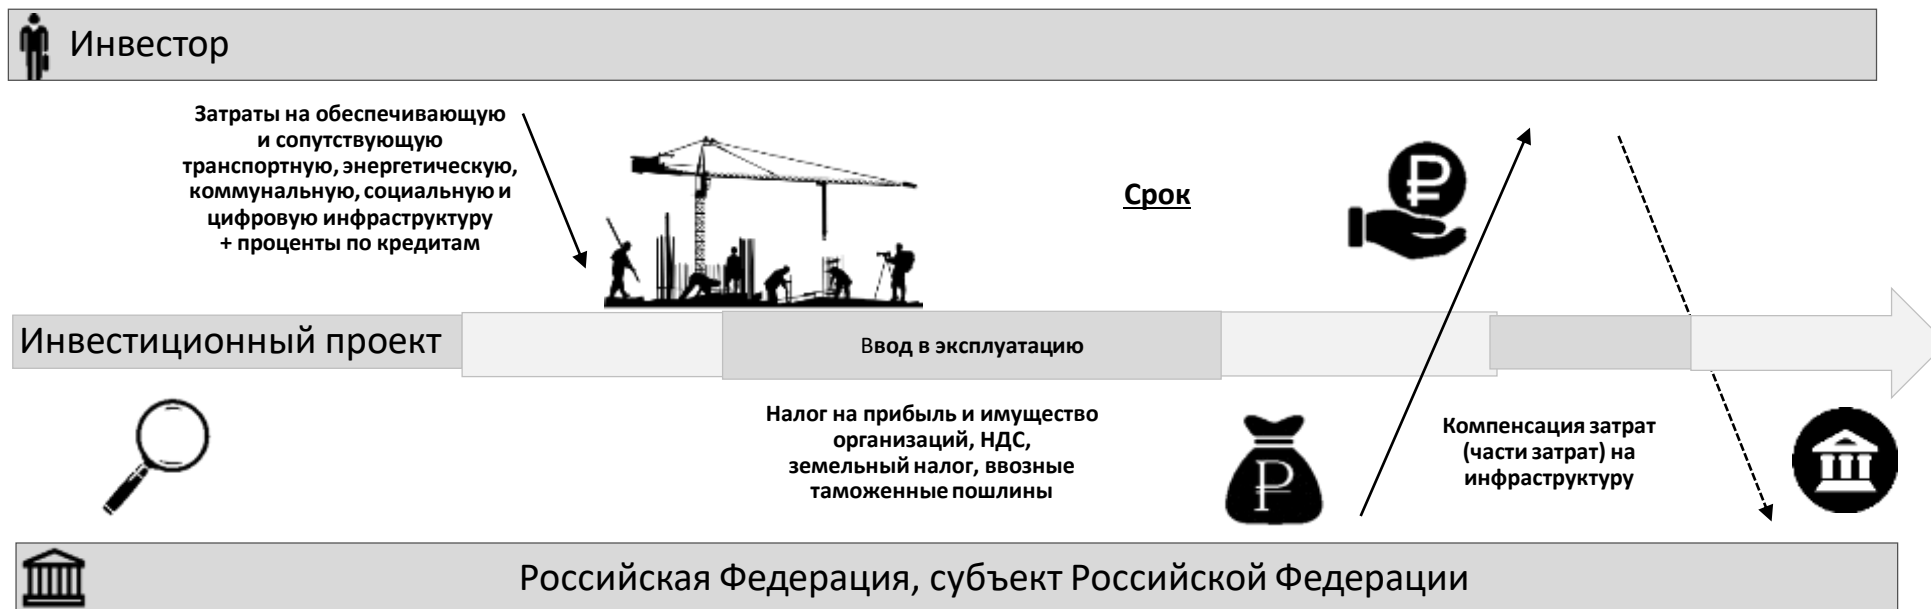 Инвестор
Затраты на обеспечивающую
и сопутствующую
транспортную, энергетическую,
коммунальную, социальную и
цифровую инфраструктуру
+ проценты по кредитам
Срок
Инвестиционный проект
Ввод в эксплуатацию
Налог на прибыль и имущество
организаций, НДС,
земельный налог, ввозные
таможенные пошлины
Компенсация затрат
(части затрат) на
инфраструктуру
Российская Федерация, субъект Российской Федерации